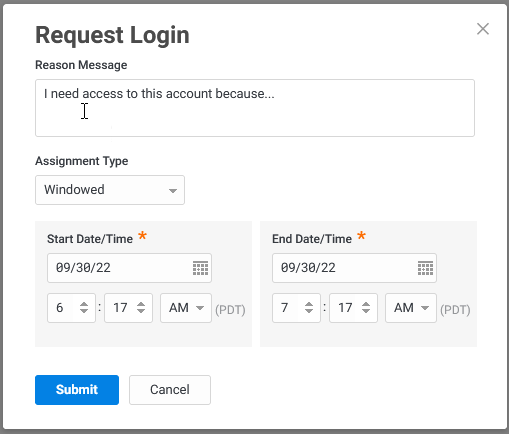 Request Login
Reason Message
I need access to this account because...
Assignment Type
Windowed
Start Date/Time *
End Date/Time *
09/30/22
09/30/22
6 : 17 AM (PDT)
7 : 17 AM (PDT)
Submit
Cancel